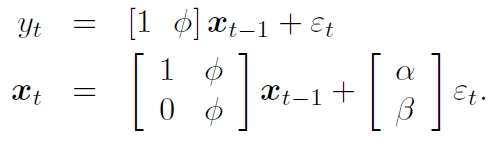 y_t = [1 ϕ] x_{t−1} + ε_t
x_t = [ 1 ϕ ; 0 ϕ ] x_{t−1} + [ α ; β ] ε_t.